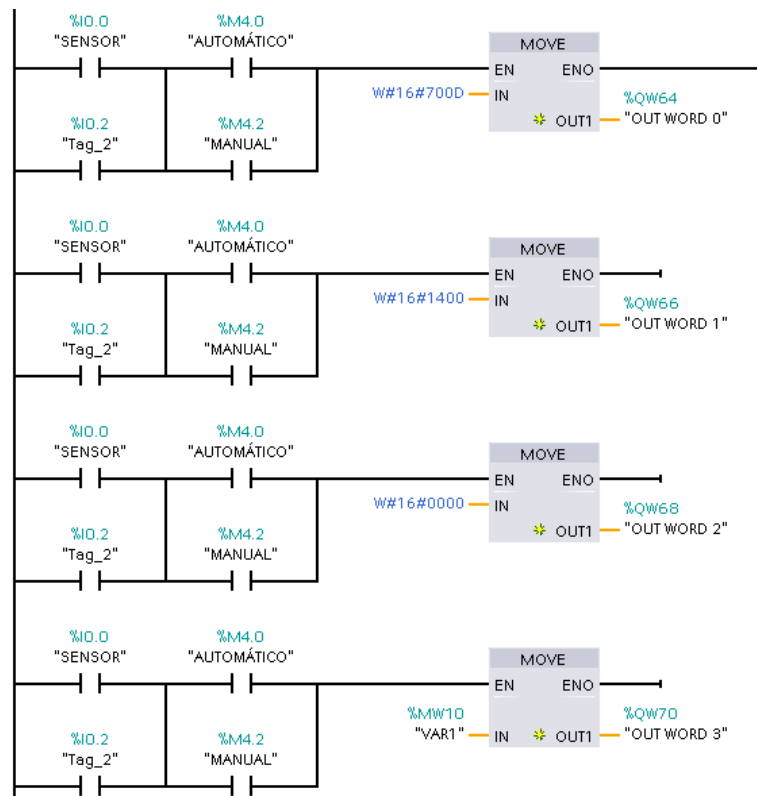 %I0.0 %M4.0
"SENSOR" "AUTOMÁTICO"
MOVE
EN ENO
W#16#700D IN
%QW64
OUT1 "OUT WORD 0"
%I0.2 %M4.2
"Tag_2" "MANUAL"
%I0.0 %M4.0
"SENSOR" "AUTOMÁTICO"
MOVE
EN ENO
W#16#1400 IN
%QW66
OUT1 "OUT WORD 1"
%I0.2 %M4.2
"Tag_2" "MANUAL"
%I0.0 %M4.0
"SENSOR" "AUTOMÁTICO"
MOVE
EN ENO
W#16#0000 IN
%QW68
OUT1 "OUT WORD 2"
%I0.2 %M4.2
"Tag_2" "MANUAL"
%I0.0 %M4.0
"SENSOR" "AUTOMÁTICO"
MOVE
EN ENO
%MW10 %QW70
"VAR1" IN OUT1 "OUT WORD 3"
%I0.2 %M4.2
"Tag_2" "MANUAL"